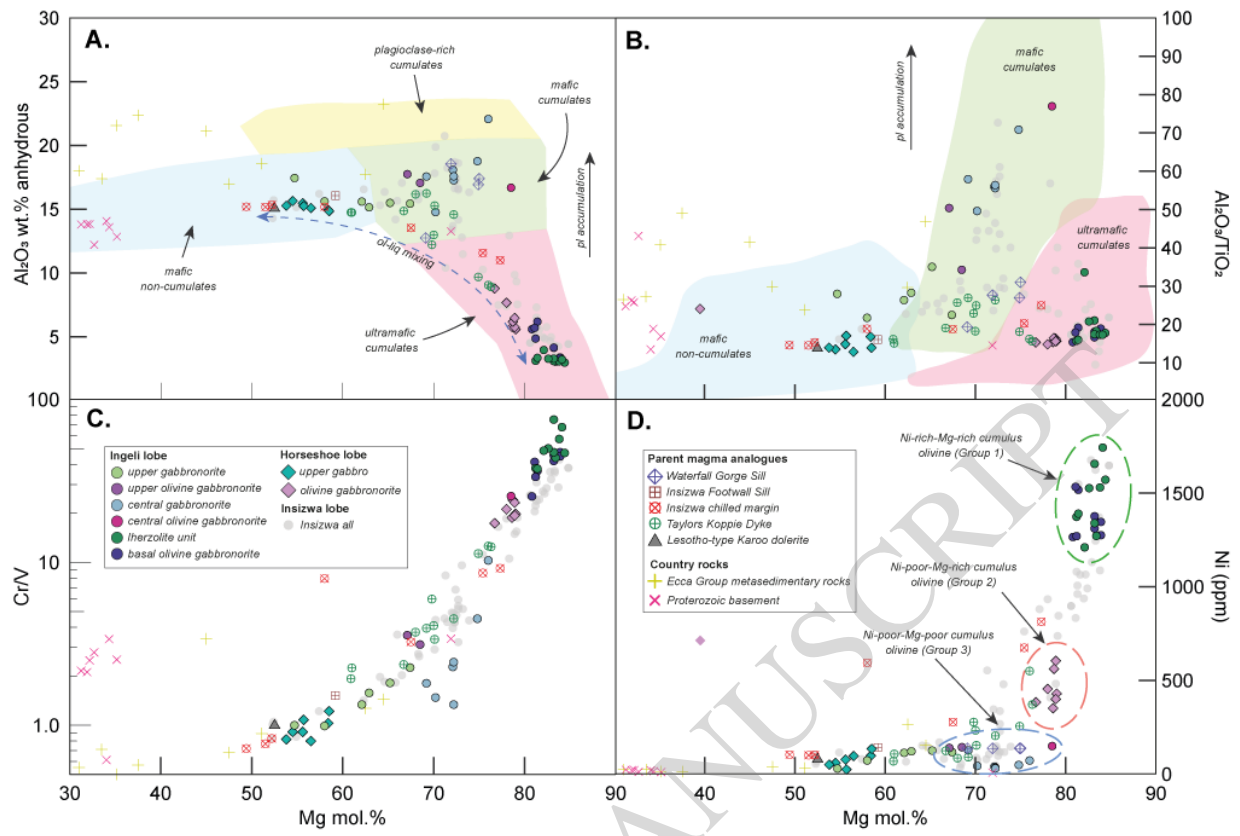 A.
30
25
20
15
10
5
100
Al₂O₃ wt.% anhydrous
plagioclase-rich
cumulates
mafic
cumulates
pl accumulation
ol-liq mixing
mafic
non-cumulates
ultramafic
cumulates
B.
100
90
80
70
60
50
40
30
20
10
2000
Al₂O₃/TiO₂
pl accumulation
mafic
cumulates
ultramafic
cumulates
mafic
non-cumulates
C.
10
1.0
Cr/V
Ingeli lobe
upper gabbronorite
upper olivine gabbronorite
central gabbronorite
central olivine gabbronorite
lherzolite unit
basal olivine gabbronorite
Horseshoe lobe
upper gabbro
olivine gabbronorite
Insizwa lobe
Insizwa all
30 40 50 60 70 80 90
Mg mol.%
D.
Ni-rich-Mg-rich cumulus
olivine (Group 1)
Ni-poor-Mg-rich cumulus
olivine (Group 2)
Ni-poor-Mg-poor cumulus
olivine (Group 3)
Parent magma analogues
Waterfall Gorge Sill
Insizwa Footwall Sill
Insizwa chilled margin
Taylors Koppie Dyke
Lesotho-type Karoo dolerite
Country rocks
Ecca Group metasedimentary rocks
Proterozoic basement
1500
1000
500
0
Ni (ppm)
40 50 60 70 80 90
Mg mol.%
ANUSCRIPT